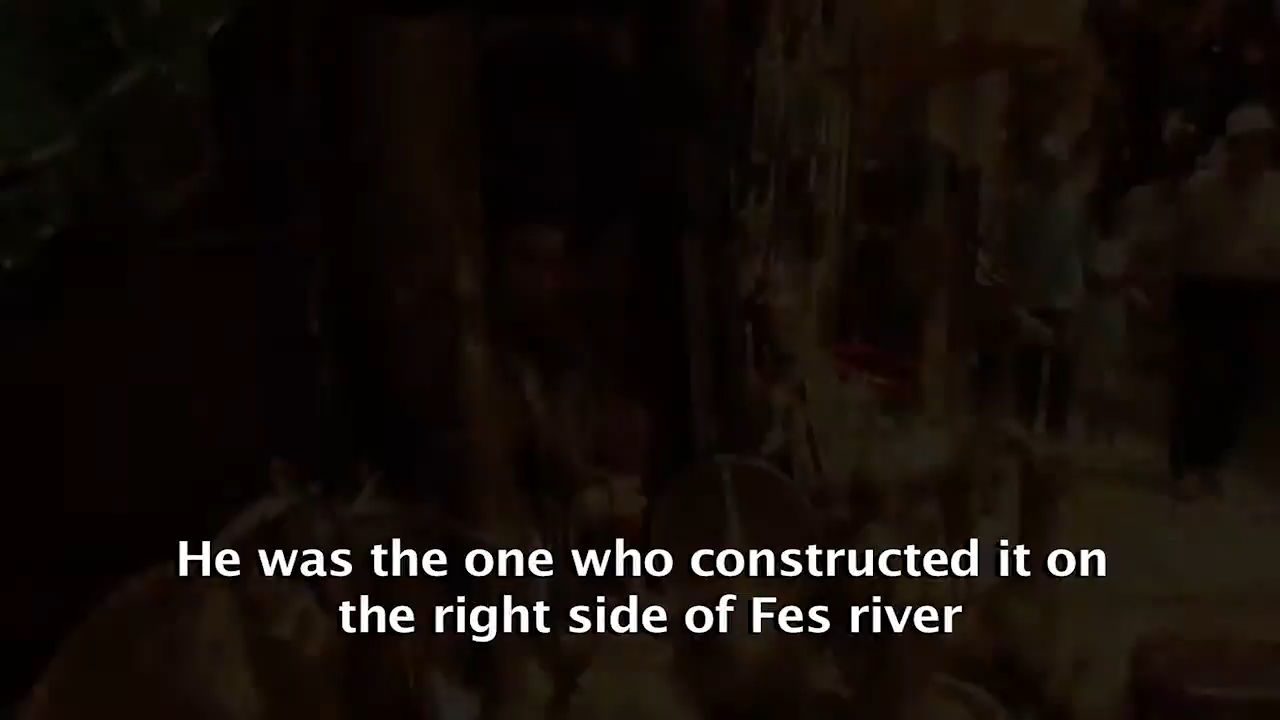 He was the one who constructed it on
the right side of Fes river